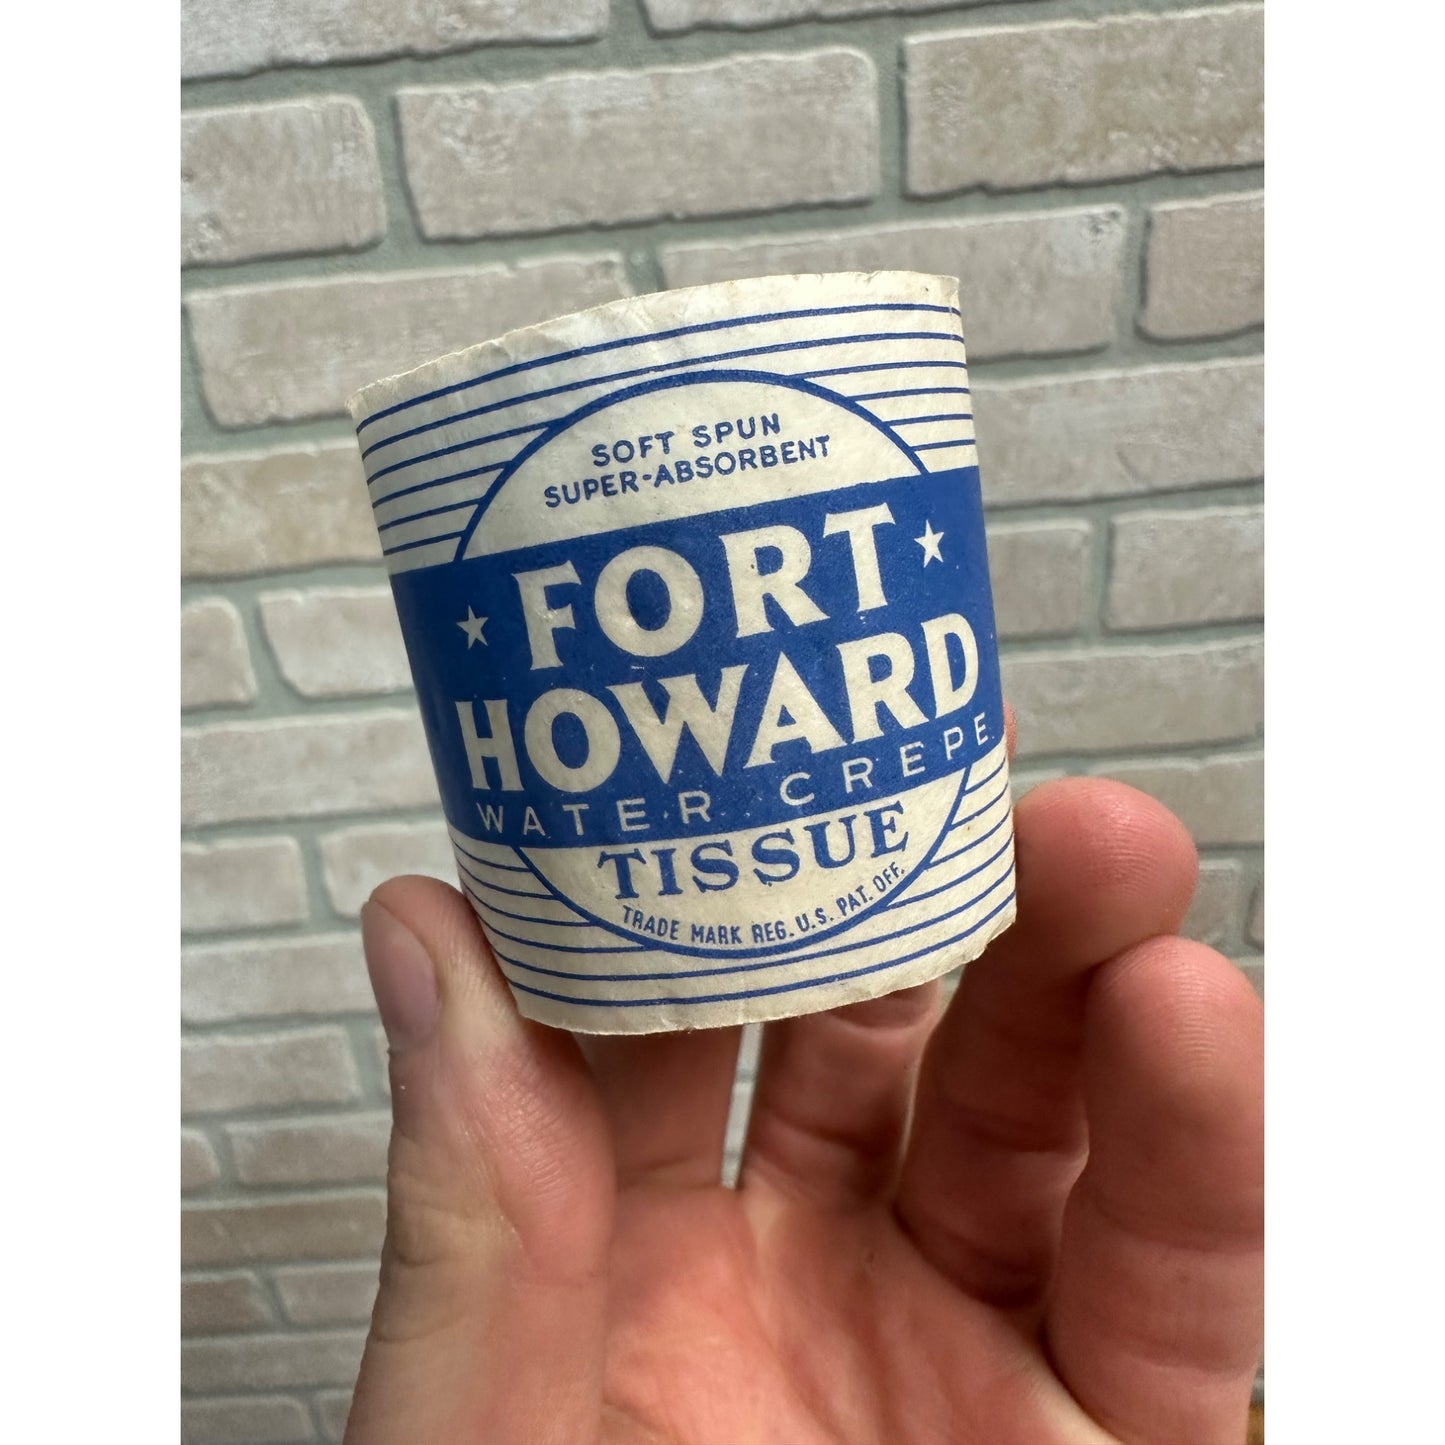 SOFT SPUN
SUPER-ABSORBENT
FORT
HOWARD
WATER CREPE
TISSUE
TRADE MARK REG. U.S. PAT. OFF.